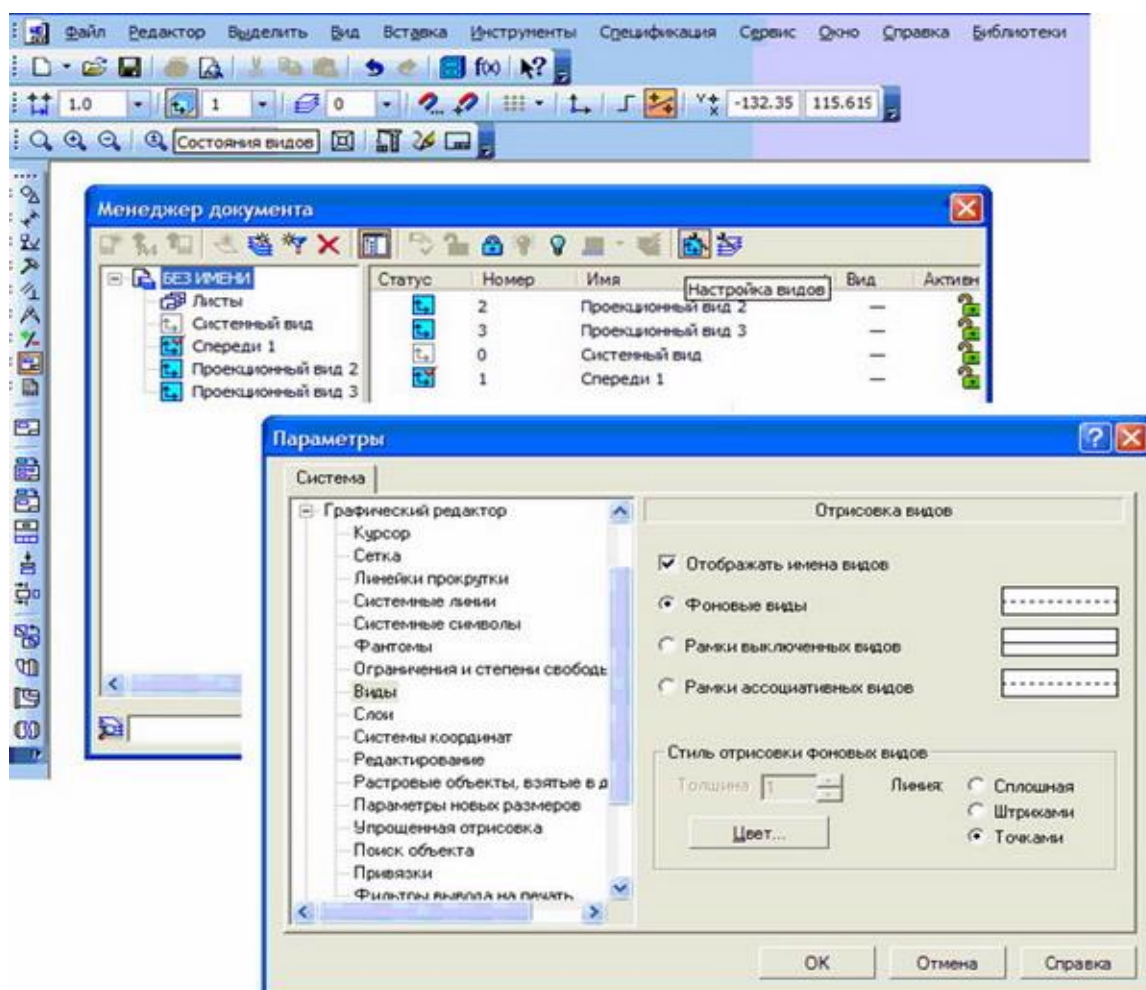 Файл Редактор Выделить Вид Вставка Инструменты Спецификация Сервис Окно Справка Библиотеки
f(x)
1.0 1 0 -132.35 115.619
Состояния видов
Менеджер документа
БЕЗ ИМЕНИ
Листы
Системный вид
Спереди 1
Проекционный вид 2
Проекционный вид 3
Статус Номер Имя Вид Активн
Настройка видов
2 Проекционный вид 2 —
3 Проекционный вид 3 —
0 Системный вид —
1 Спереди 1 —
Параметры
Система
Графический редактор
Курсор
Сетка
Линейки прокрутки
Системные линии
Системные символы
Фантомы
Ограничения и степени свободы
Виды
Слои
Системы координат
Редактирование
Растровые объекты, взятые в д
Параметры новых размеров
Упрощенная отрисовка
Поиск объекта
Привязки
Фильтры вывода на печать
Отрисовка видов
Отображать имена видов
Фоновые виды
Рамки выключенных видов
Рамки ассоциативных видов
Стиль отрисовки фоновых видов
Толщина 1 Линия: Сплошная
Штрихами
Цвет... Точками
OK Отмена Справка